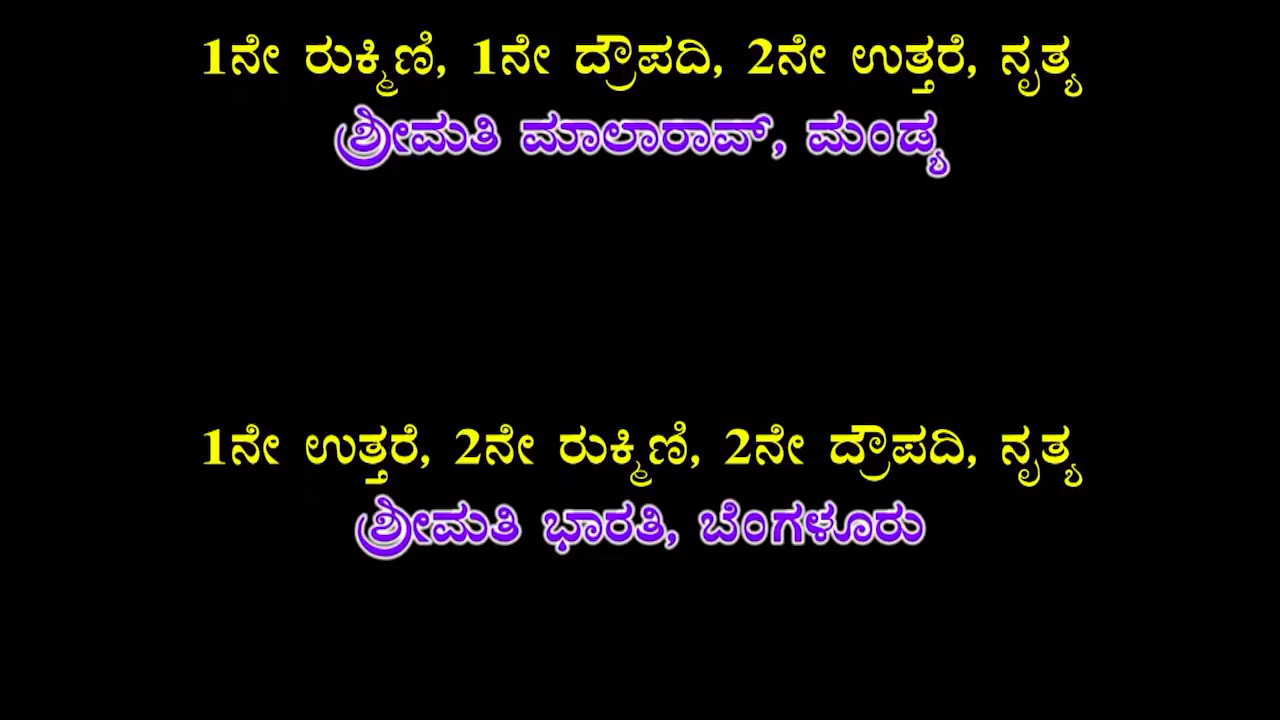 1ನೇ ರುಕ್ಮಿಣಿ, 1ನೇ ದ್ರೌಪದಿ, 2ನೇ ಉತ್ತರೆ, ನೃತ್ಯ
ಶ್ರೀಮತಿ ಮಾಲಾರಾವ್, ಮಂಡ್ಯ
1ನೇ ಉತ್ತರೆ, 2ನೇ ರುಕ್ಮಿಣಿ, 2ನೇ ದ್ರೌಪದಿ, ನೃತ್ಯ
ಶ್ರೀಮತಿ ಭಾರತಿ, ಬೆಂಗಳೂರು